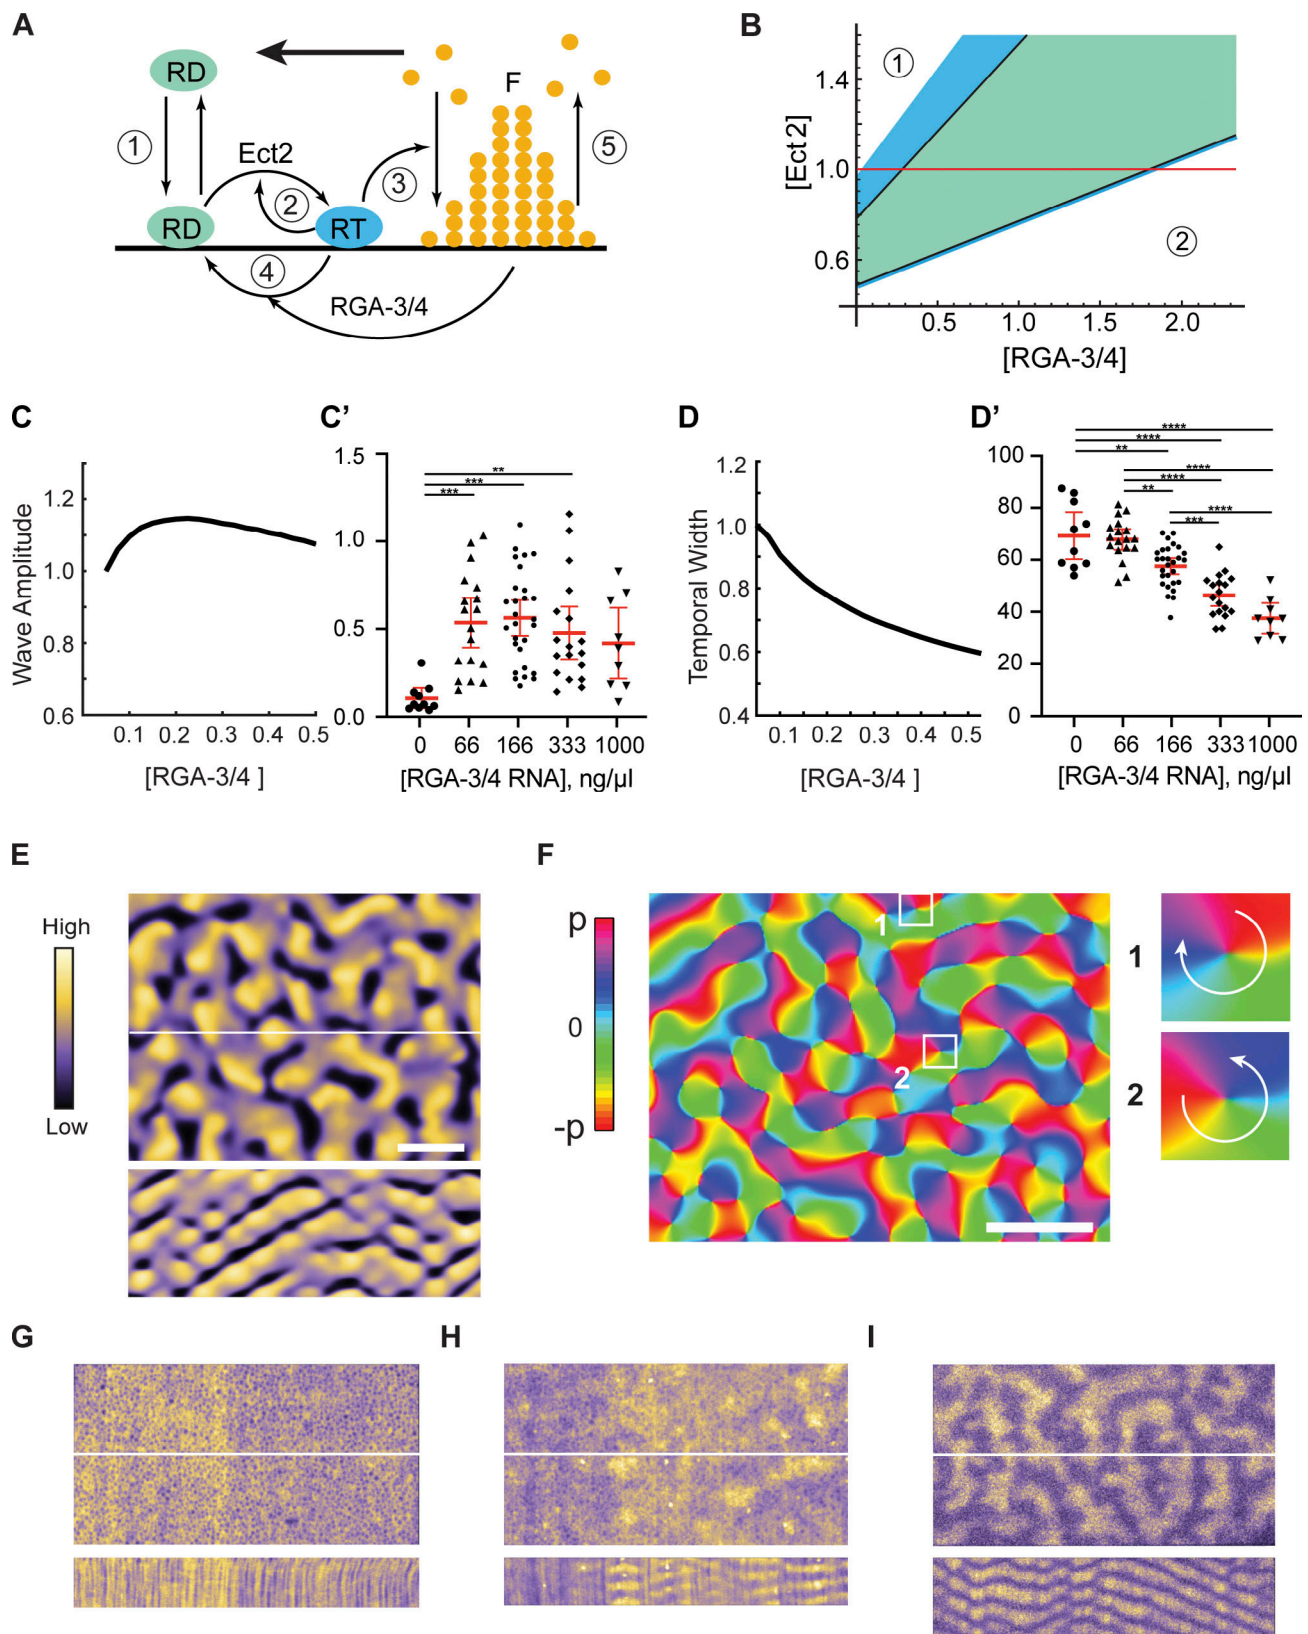 A
RD
RD
Ect2
RT
F
1
2
3
4
5
RGA-3/4
B
[Ect 2]
1.4
1.0
0.6
1
2
0.5
1.0
1.5
2.0
[RGA-3/4]
C
Wave Amplitude
1.2
1.0
0.8
0.6
0.1
0.2
0.3
0.4
0.5
[RGA-3/4 ]
C'
1.5
1.0
0.5
0.0
**
***
***
0
66
166
333
1000
[RGA-3/4 RNA], ng/µl
D
Temporal Width
1.2
1.0
0.8
0.6
0.4
0.1
0.2
0.3
0.4
0.5
[RGA-3/4 ]
D'
100
80
60
40
20
0
****
****
**
****
****
**
****
***
0
66
166
333
1000
[RGA-3/4 RNA], ng/µl
E
High
Low
F
p
0
-p
1
2
1
2
G
H
I